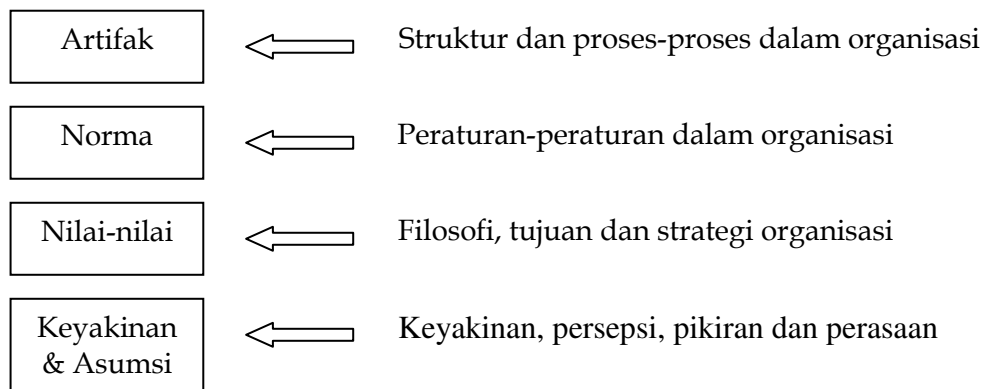 Artifak
Struktur dan proses-proses dalam organisasi
Norma
Peraturan-peraturan dalam organisasi
Nilai-nilai
Filosofi, tujuan dan strategi organisasi
Keyakinan
& Asumsi
Keyakinan, persepsi, pikiran dan perasaan